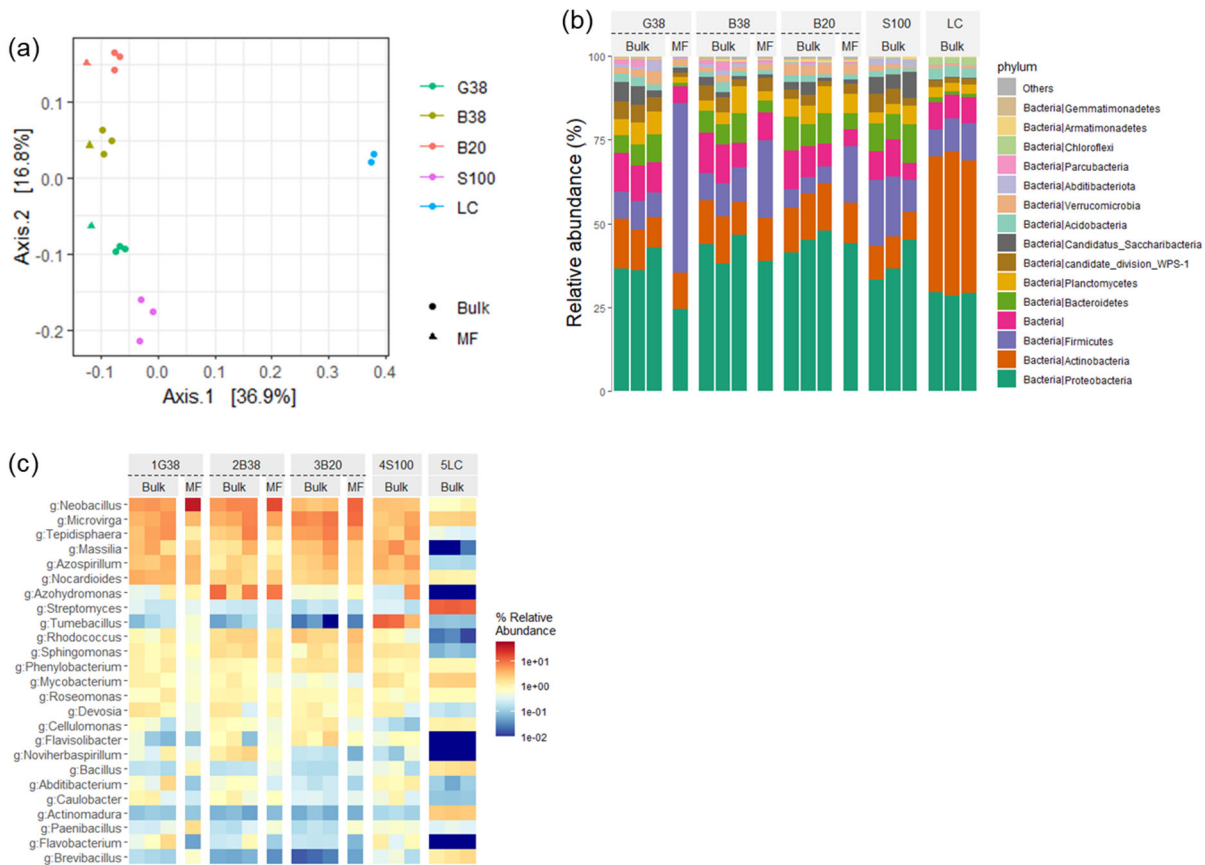 (a)
0.1
0.0
-0.1
-0.2
Axis.2 [16.8%]
-0.1 0.0 0.1 0.2 0.3 0.4
Axis.1 [36.9%]
G38
B38
B20
S100
LC
Bulk
MF
(b)
G38 B38 B20 S100 LC
Bulk MF Bulk MF Bulk MF Bulk Bulk
100
75
50
25
0
Relative abundance (%)
phylum
Others
Bacteria|Gemmatimonadetes
Bacteria|Armatimonadetes
Bacteria|Chloroflexi
Bacteria|Parcubacteria
Bacteria|Abditibacteriota
Bacteria|Verrucomicrobia
Bacteria|Acidobacteria
Bacteria|Candidatus_Saccharibacteria
Bacteria|candidate_division_WPS-1
Bacteria|Planctomycetes
Bacteria|Bacteroidetes
Bacteria|
Bacteria|Firmicutes
Bacteria|Actinobacteria
Bacteria|Proteobacteria
(c)
1G38 2B38 3B20 4S100 5LC
Bulk MF Bulk MF Bulk MF Bulk Bulk
g:Neobacillus
g:Microvirga
g:Tepidisphaera
g:Massilia
g:Azospirillum
g:Nocardioides
g:Azohydromonas
g:Streptomyces
g:Tumebacillus
g:Rhodococcus
g:Sphingomonas
g:Phenylobacterium
g:Mycobacterium
g:Roseomonas
g:Devosia
g:Cellulomonas
g:Flavisolibacter
g:Noviherbaspirillum
g:Bacillus
g:Abditibacterium
g:Caulobacter
g:Actinomadura
g:Paenibacillus
g:Flavobacterium
g:Brevibacillus
% Relative
Abundance
1e+01
1e+00
1e-01
1e-02